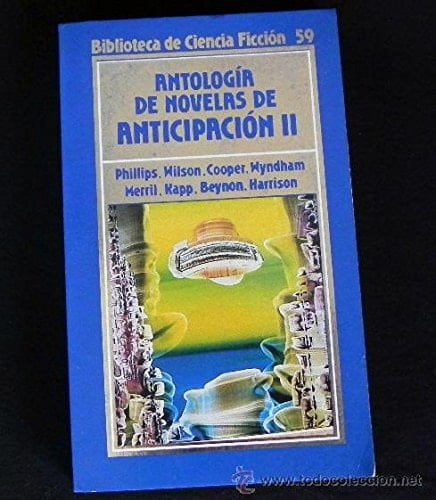 Biblioteca de Ciencia Ficción 59
ANTOLOGÍA
DE NOVELAS DE
ANTICIPACIÓN II
Phillips. Wilson. Cooper. Wyndham
Merril. Kapp. Beynon. Harrison
© www.todocoleccion.net